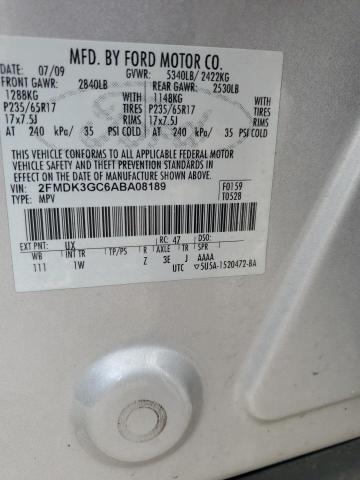 MFD. BY FORD MOTOR CO.
DATE: 07/09 GVWR: 5340LB/ 2422KG
FRONT GAWR: 2840LB REAR GAWR: 2530LB
1288KG WITH 1148KG WITH
P235/65R17 TIRES P235/65R17 TIRES
17x7.5J RIMS 17x7.5J RIMS
AT 240 kPa/ 35 PSI COLD AT 240 kPa/ 35 PSI COLD
THIS VEHICLE CONFORMS TO ALL APPLICABLE FEDERAL MOTOR
VEHICLE SAFETY AND THEFT PREVENTION STANDARDS IN EFFECT
ON THE DATE OF MANUFACTURE SHOWN ABOVE.
VIN: 2FMDK3GC6ABA08189 F0159
TYPE: MPV T0528
EXT PNT: UX RC: 47 DSO:
WB INT TR TP/PS R AXLE TR SPR
111 1W Z 3E J AAAA
UTC 5U5A-1520472-BA